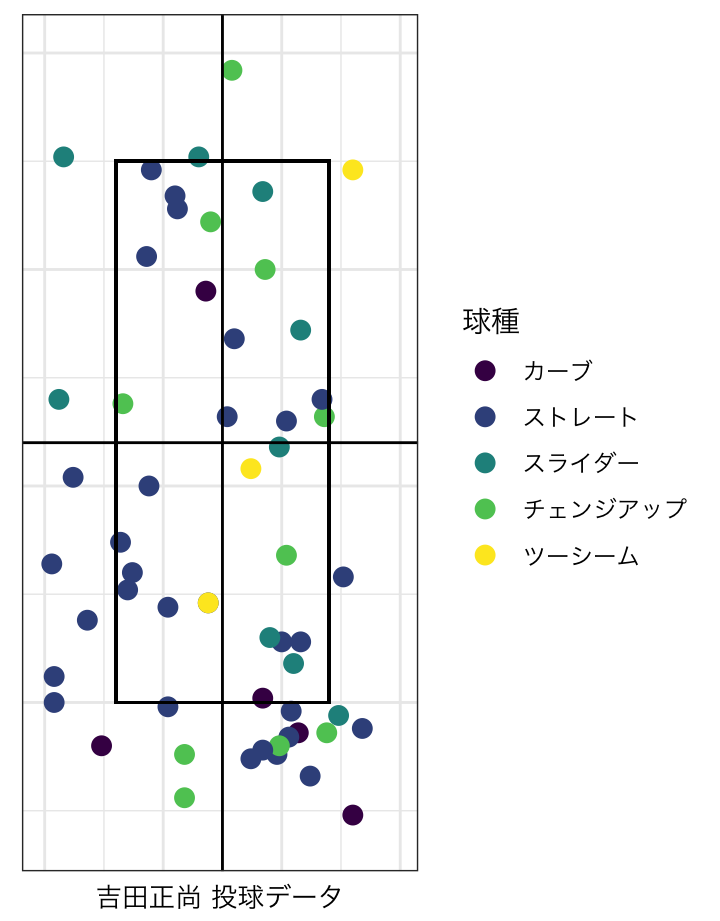 球種
カーブ
ストレート
スライダー
チェンジアップ
ツーシーム
吉田正尚 投球データ